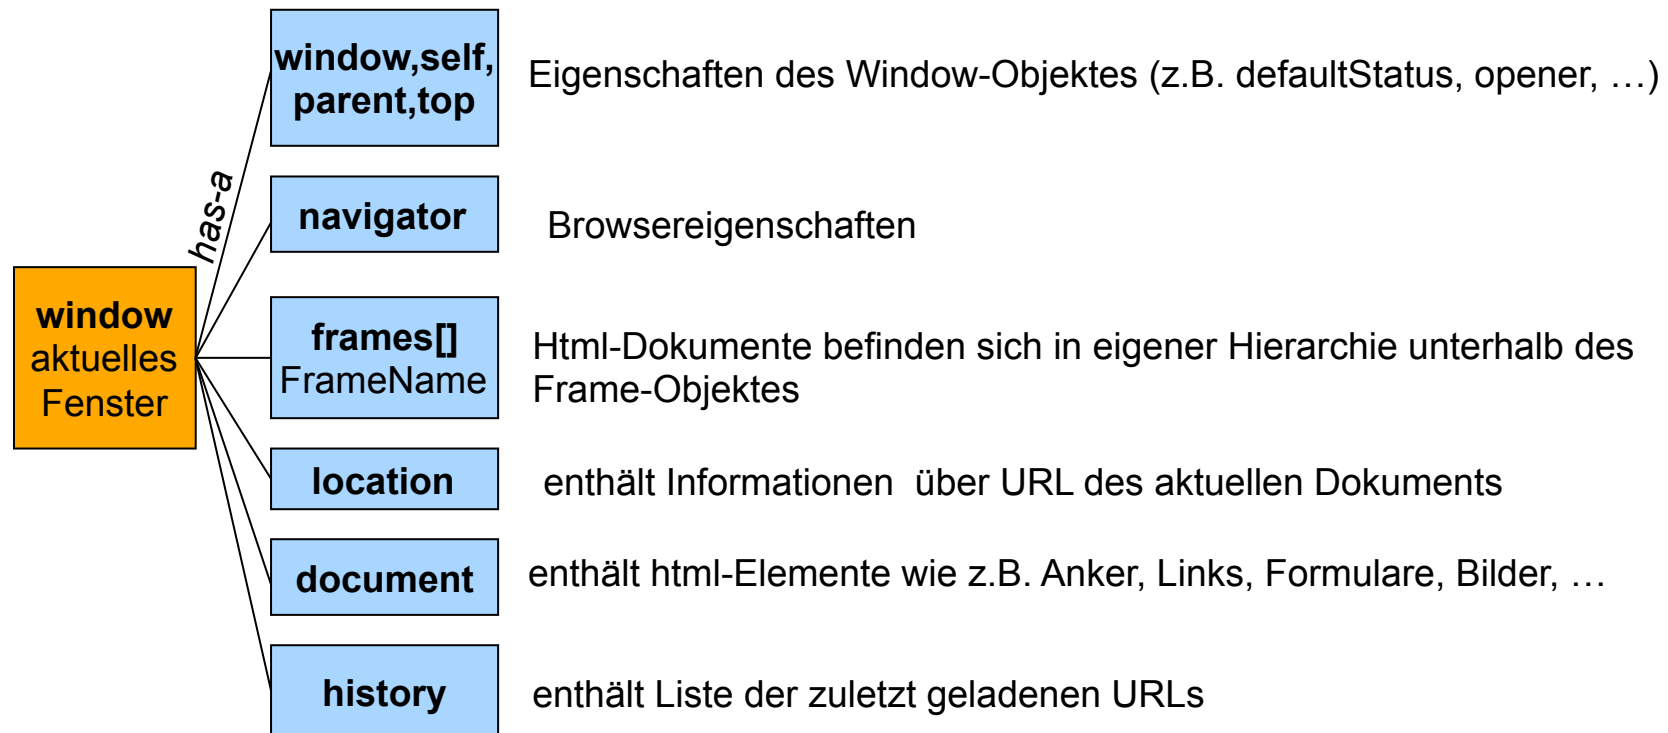 window,self,
parent,top
Eigenschaften des Window-Objektes (z.B. defaultStatus, opener, …)
has-a
navigator
Browsereigenschaften
window
aktuelles
Fenster
frames[]
FrameName
Html-Dokumente befinden sich in eigener Hierarchie unterhalb des
Frame-Objektes
location
enthält Informationen  über URL des aktuellen Dokuments
document
enthält html-Elemente wie z.B. Anker, Links, Formulare, Bilder, …
history
enthält Liste der zuletzt geladenen URLs